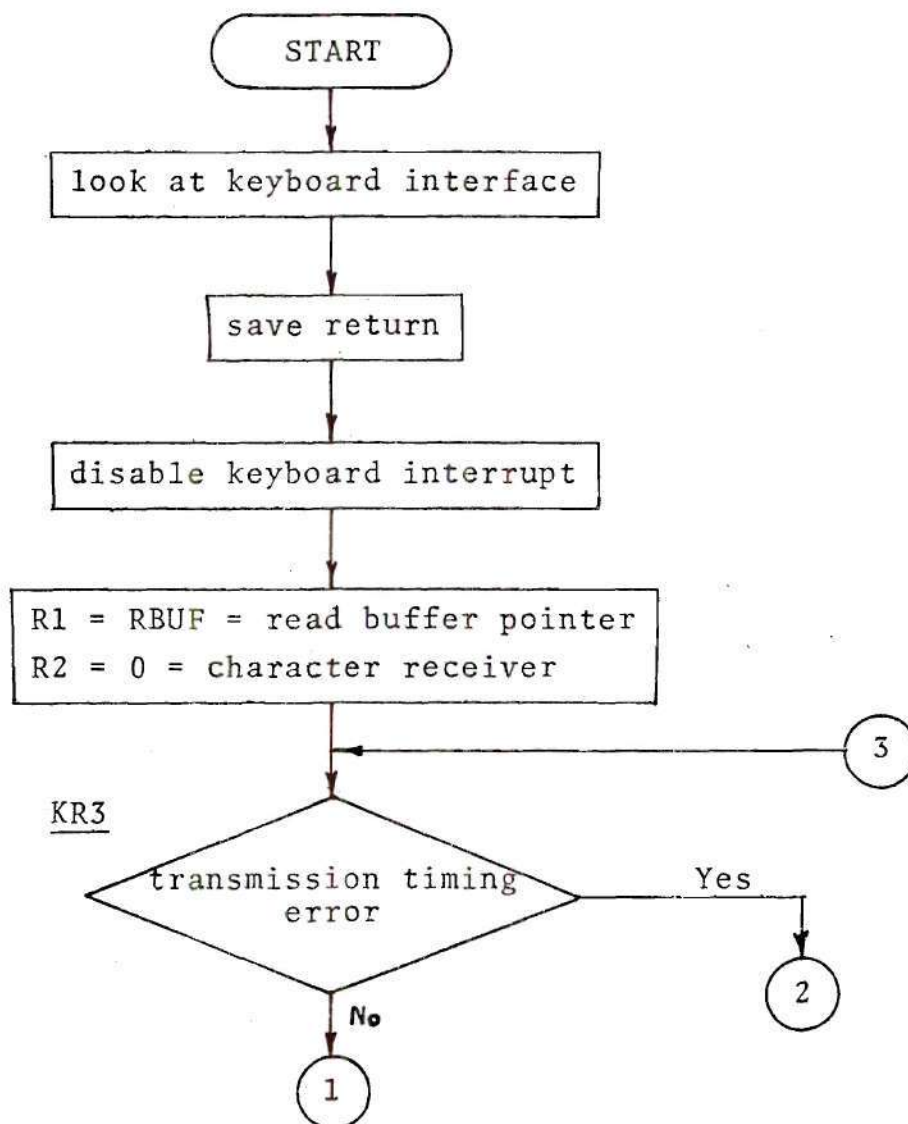 START
look at keyboard interface
save return
disable keyboard interrupt
R1 = RBUF = read buffer pointer
R2 = 0 = character receiver
3
KR3
transmission timing
error
Yes
2
No
1